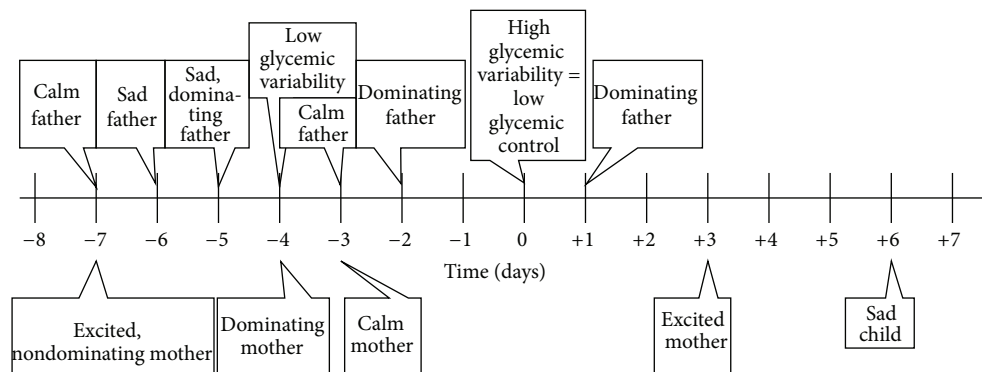 Calm
father
Sad
father
Sad,
domina-
ting
father
Low
glycemic
variability
Calm
father
Dominating
father
High
glycemic
variability =
low
glycemic
control
Dominating
father
−8 −7 −6 −5 −4 −3 −2 −1 0 +1 +2 +3 +4 +5 +6 +7
Time (days)
Excited,
nondominating mother
Dominating
mother
Calm
mother
Excited
mother
Sad
child